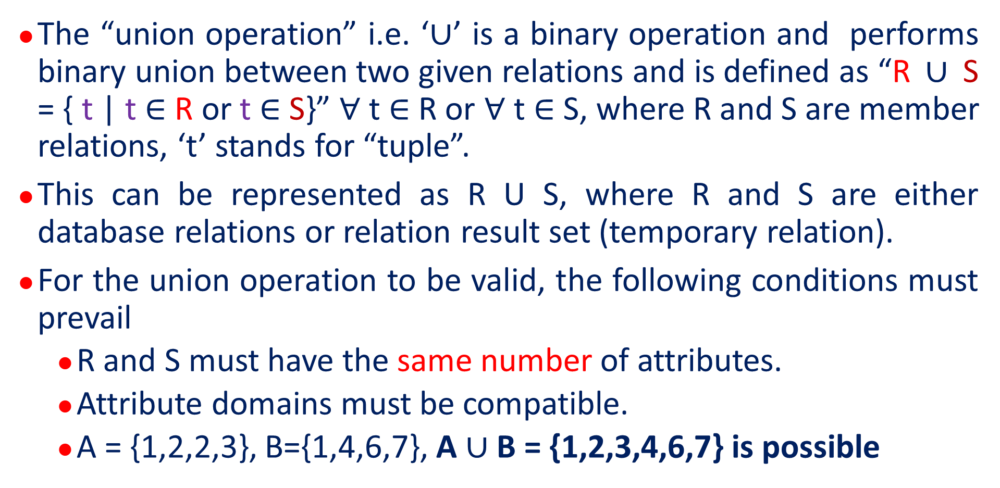 • The “union operation” i.e. ‘∪’ is a binary operation and performs
binary union between two given relations and is defined as “R ∪ S
= { t | t ∈ R or t ∈ S}” ∀ t ∈ R or ∀ t ∈ S, where R and S are member
relations, ‘t’ stands for “tuple”.
• This can be represented as R U S, where R and S are either
database relations or relation result set (temporary relation).
• For the union operation to be valid, the following conditions must
prevail
• R and S must have the same number of attributes.
• Attribute domains must be compatible.
• A = {1,2,2,3}, B={1,4,6,7}, A ∪ B = {1,2,3,4,6,7} is possible